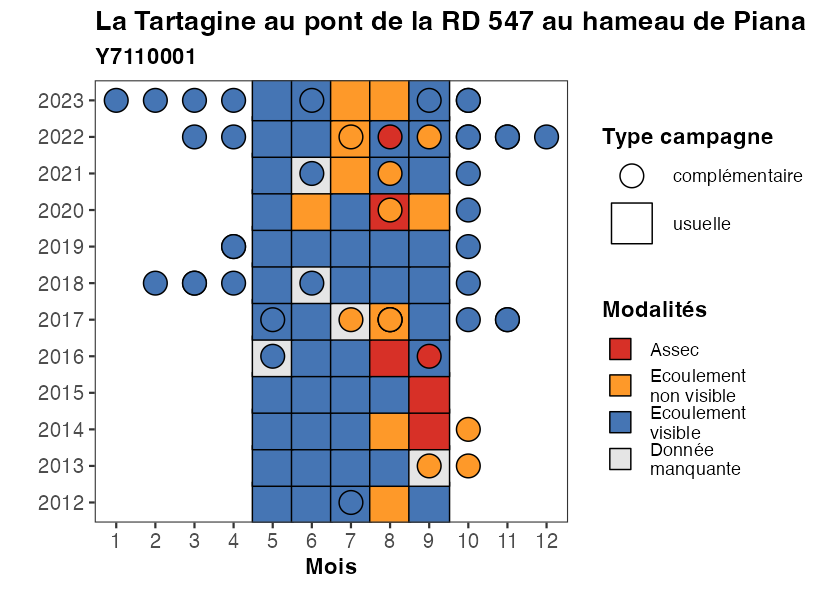 La Tartagine au pont de la RD 547 au hameau de Piana
Y7110001
2023
2022
2021
2020
2019
2018
2017
2016
2015
2014
2013
2012
1 2 3 4 5 6 7 8 9 10 11 12
Mois
Type campagne
complémentaire
usuelle
Modalités
Assec
Ecoulement
non visible
Ecoulement
visible
Donnée
manquante